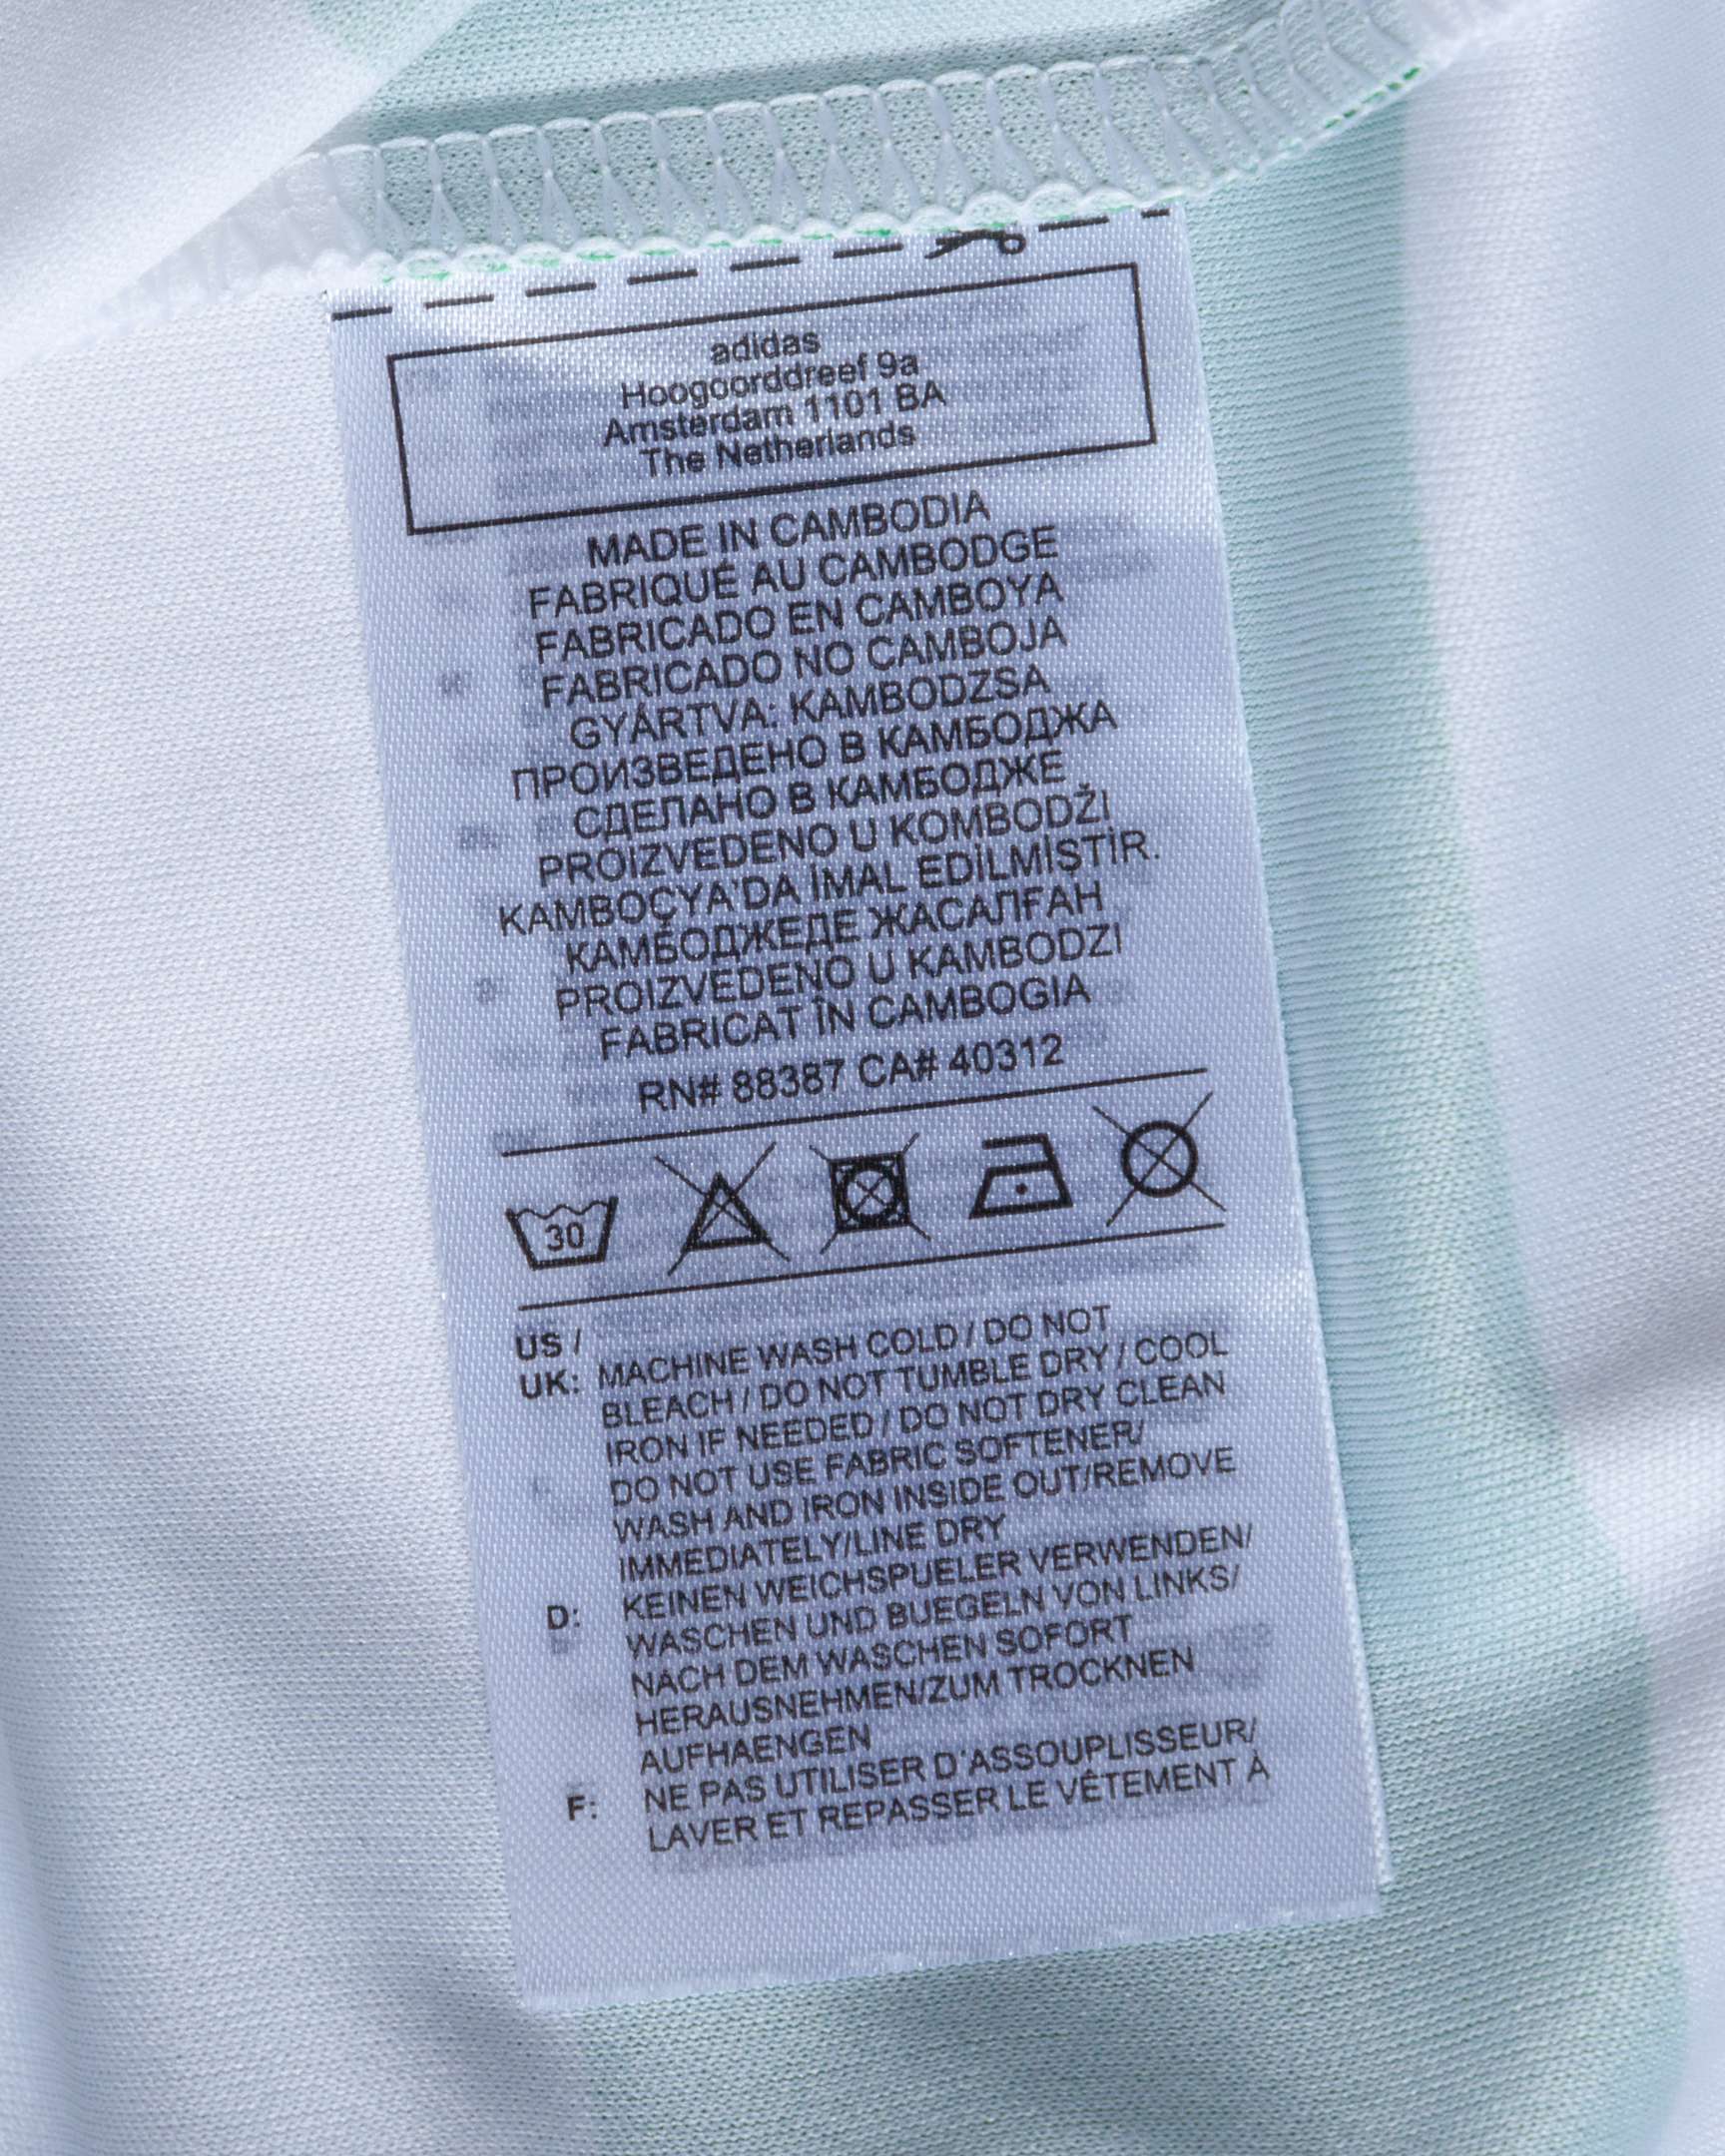 adidas
Hoogoorddreef 9a
Amsterdam 1101 BA
The Netherlands
MADE IN CAMBODIA
FABRIQUÉ AU CAMBODGE
FABRICADO EN CAMBOYA
FABRICADO NO CAMBOJA
GYÁRTVA: KAMBODZSA
ПРОИЗВЕДЕНО В КАМБОДЖА
СДЕЛАНО В КАМБОДЖЕ
PROIZVEDENO U KOMBODŽI
KAMBOÇYA'DA İMAL EDİLMİŞTİR.
КАМБОДЖЕДЕ ЖАСАЛҒАН
PROIZVEDENO U KAMBODZI
FABRICAT ÎN CAMBOGIA
RN# 88387 CA# 40312
30
US /
UK: MACHINE WASH COLD / DO NOT
BLEACH / DO NOT TUMBLE DRY / COOL
IRON IF NEEDED / DO NOT DRY CLEAN
DO NOT USE FABRIC SOFTENER/
WASH AND IRON INSIDE OUT/REMOVE
IMMEDIATELY/LINE DRY
D: KEINEN WEICHSPUELER VERWENDEN/
WASCHEN UND BUEGELN VON LINKS/
NACH DEM WASCHEN SOFORT
HERAUSNEHMEN/ZUM TROCKNEN
AUFHAENGEN
F: NE PAS UTILISER D'ASSOUPLISSEUR/
LAVER ET REPASSER LE VÊTEMENT À